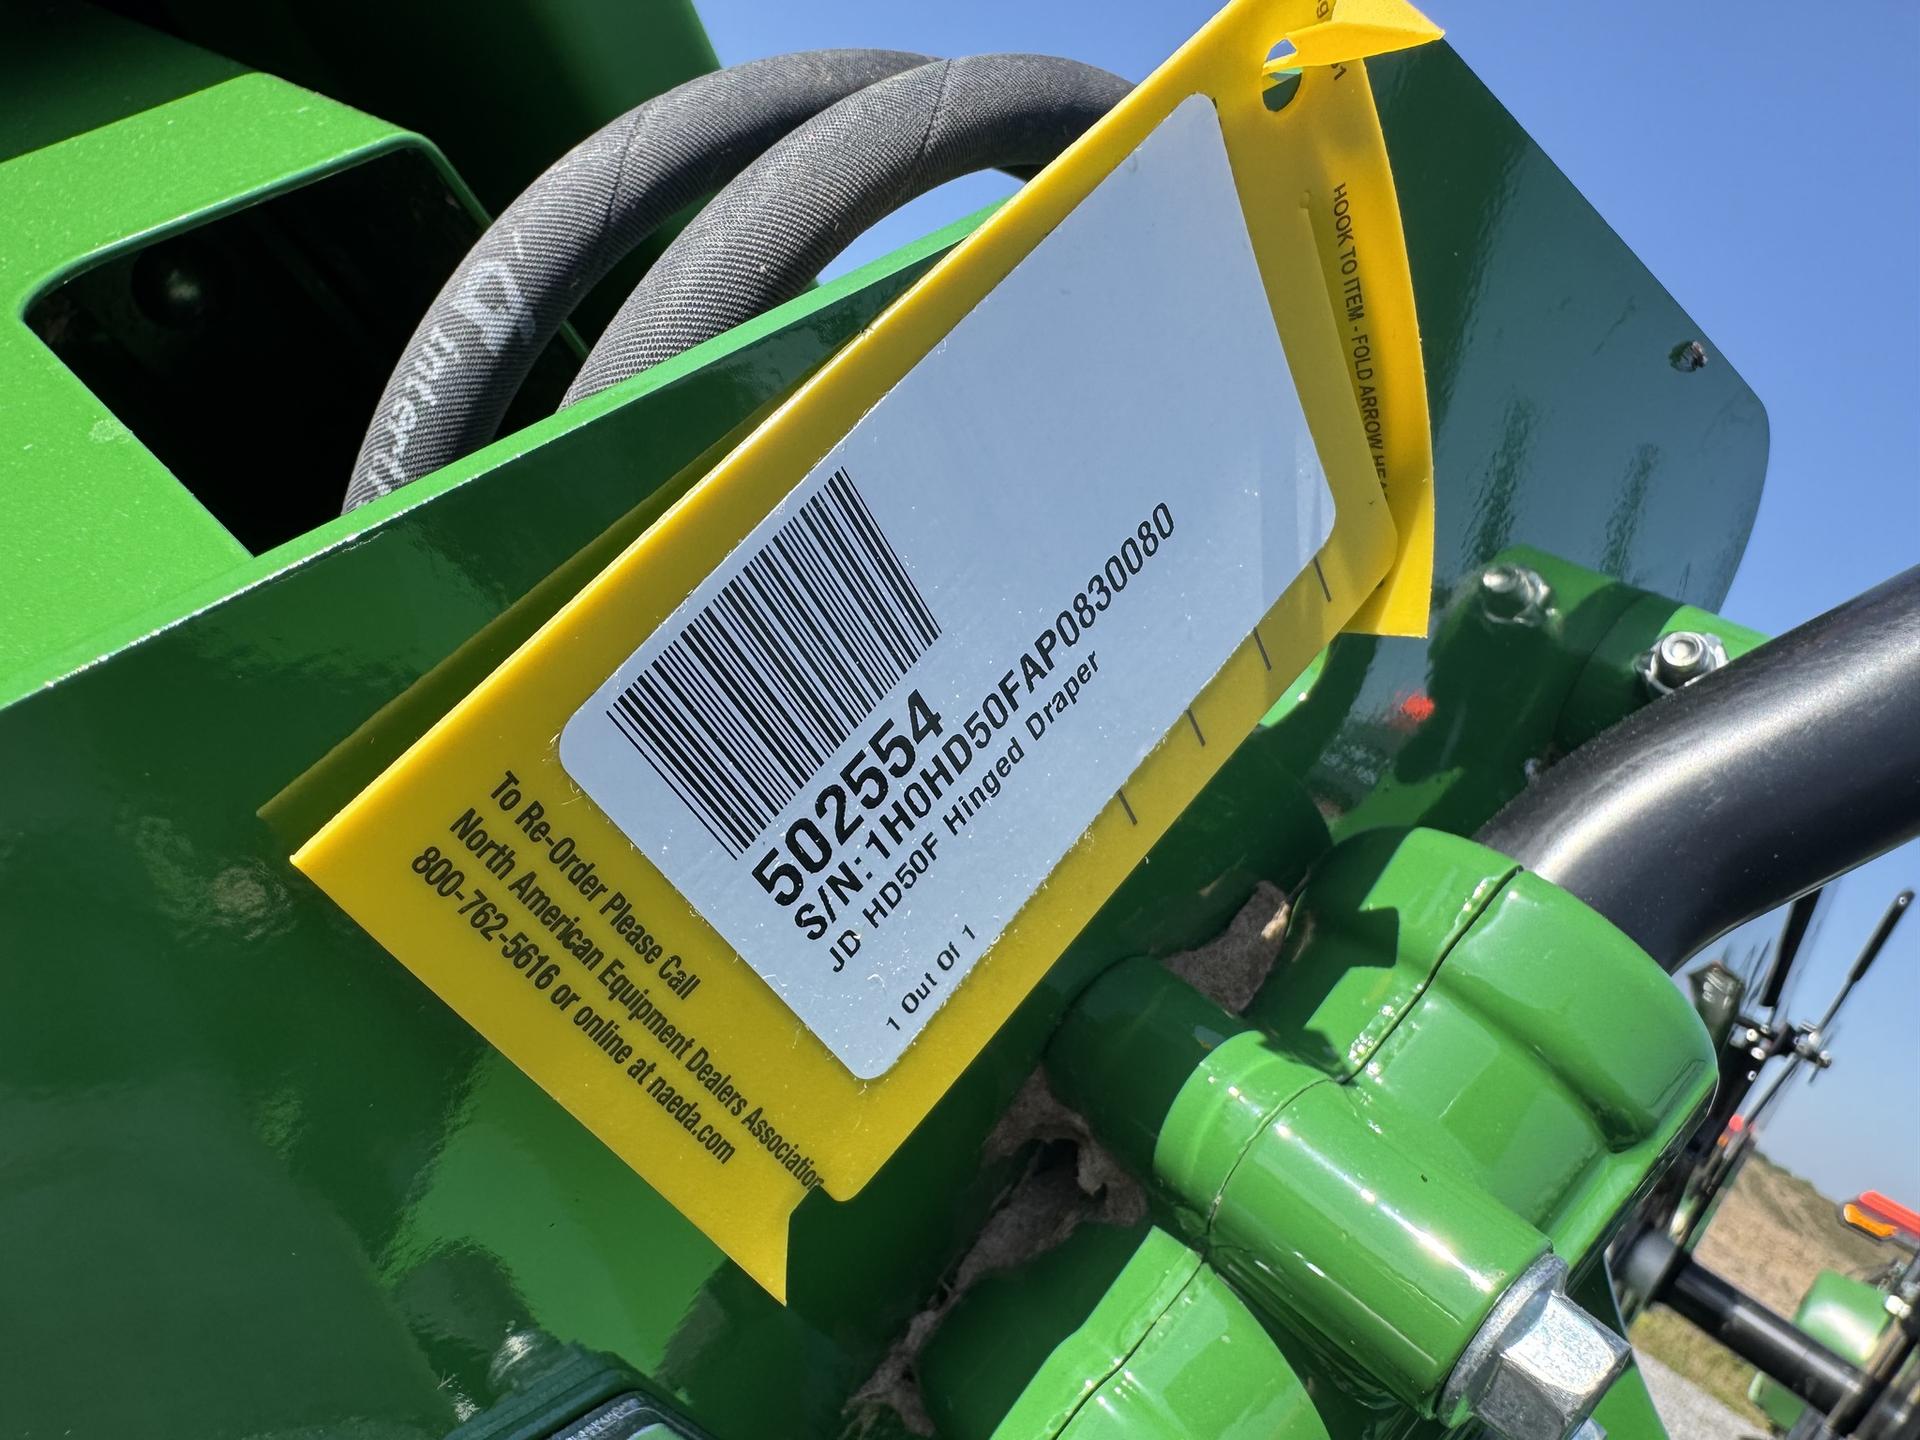 502554
S/N: 1H0HD50FAP0830080
JD HD50F Hinged Draper
1 Out Of 1
To Re-Order Please Call
North American Equipment Dealers Association
800-762-5616 or online at naeda.com
HOOK TO ITEM - FOLD ARROW